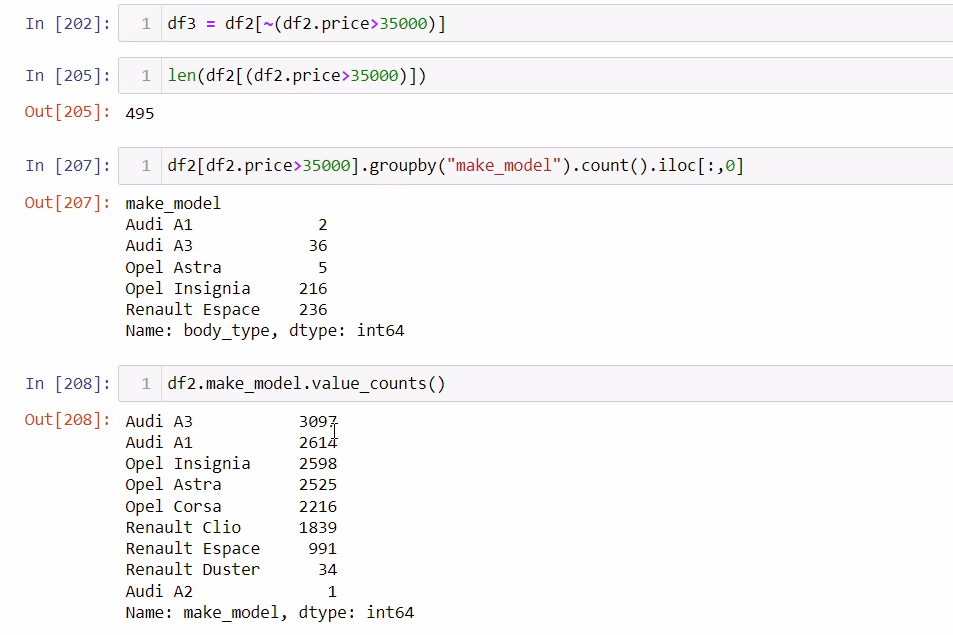 In [202]: 1 df3 = df2[~(df2.price>35000)]
In [205]: 1 len(df2[(df2.price>35000)])
Out[205]: 495
In [207]: 1 df2[df2.price>35000].groupby("make_model").count().iloc[:,0]
Out[207]: make_model
Audi A1 2
Audi A3 36
Opel Astra 5
Opel Insignia 216
Renault Espace 236
Name: body_type, dtype: int64
In [208]: 1 df2.make_model.value_counts()
Out[208]: Audi A3 3097
Audi A1 2614
Opel Insignia 2598
Opel Astra 2525
Opel Corsa 2216
Renault Clio 1839
Renault Espace 991
Renault Duster 34
Audi A2 1
Name: make_model, dtype: int64